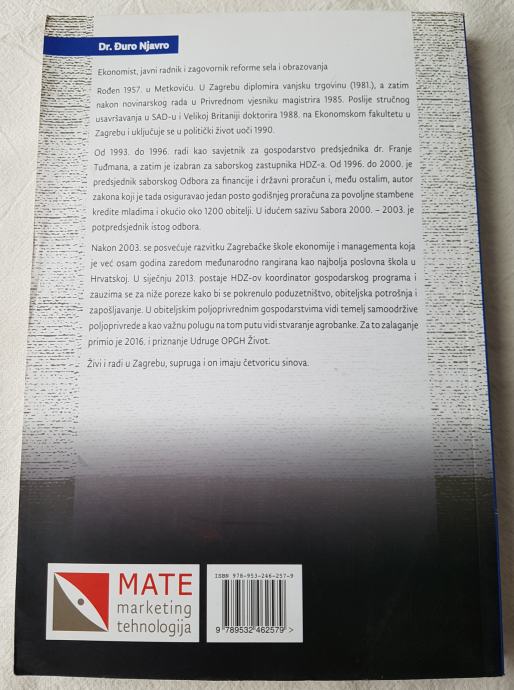 Dr. Đuro Njavro
Ekonomist, javni radnik i zagovornik reforme sela i obrazovanja
Rođen 1957. u Metkoviću. U Zagrebu diplomira vanjsku trgovinu (1981.), a zatim
nakon novinarskog rada u Privrednom vjesniku magistrira 1985. Poslije stručnog
usavršavanja u SAD-u i Velikoj Britaniji doktorira 1988. na Ekonomskom fakultetu u
Zagrebu i uključuje se u politički život uoči 1990.
Od 1993. do 1996. radi kao savjetnik za gospodarstvo predsjednika dr. Franje
Tuđmana, a zatim je izabran za saborskog zastupnika HDZ-a. Od 1996. do 2000. je
predsjednik saborskog Odbora za financije i državni proračun i, među ostalim, autor
zakona koji je tada osiguravao jedan posto godišnjeg proračuna za povoljne stambene
kredite mladima i okućio oko 1200 obitelji. U idućem sazivu Sabora 2000. – 2003. je
potpredsjednik istog odbora.
Nakon 2003. se posvećuje razvitku Zagrebačke škole ekonomije i managementa koja
je već osam godina zaredom međunarodno rangirana kao najbolja poslovna škola u
Hrvatskoj. U siječnju 2013. postaje HDZ-ov koordinator gospodarskog programa i
zauzima se za niže poreze kako bi se pokrenulo poduzetništvo, obiteljska potrošnja i
zapošljavanje. U obiteljskim poljoprivrednim gospodarstvima vidi temelj samoodržive
poljoprivrede a kao važnu polugu na tom putu vidi stvaranje agrobanke. Za to zalaganje
primio je 2016. i priznanje Udruge OPGH Život.
Živi i radi u Zagrebu, supruga i on imaju četvoricu sinova.
MATE
marketing
tehnologija
ISBN 978-953-246-257-9
9 789532 462579 >